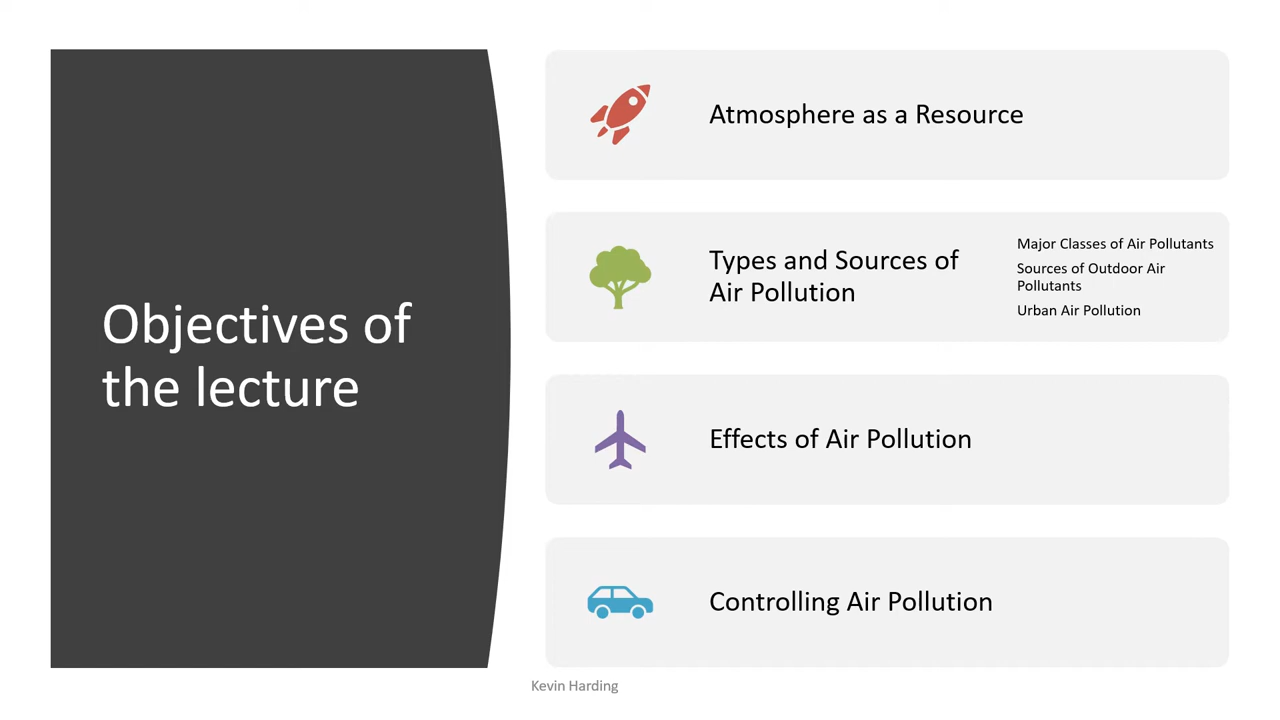 Objectives of
the lecture
Atmosphere as a Resource
Types and Sources of
Air Pollution
Major Classes of Air Pollutants
Sources of Outdoor Air
Pollutants
Urban Air Pollution
Effects of Air Pollution
Controlling Air Pollution
Kevin Harding